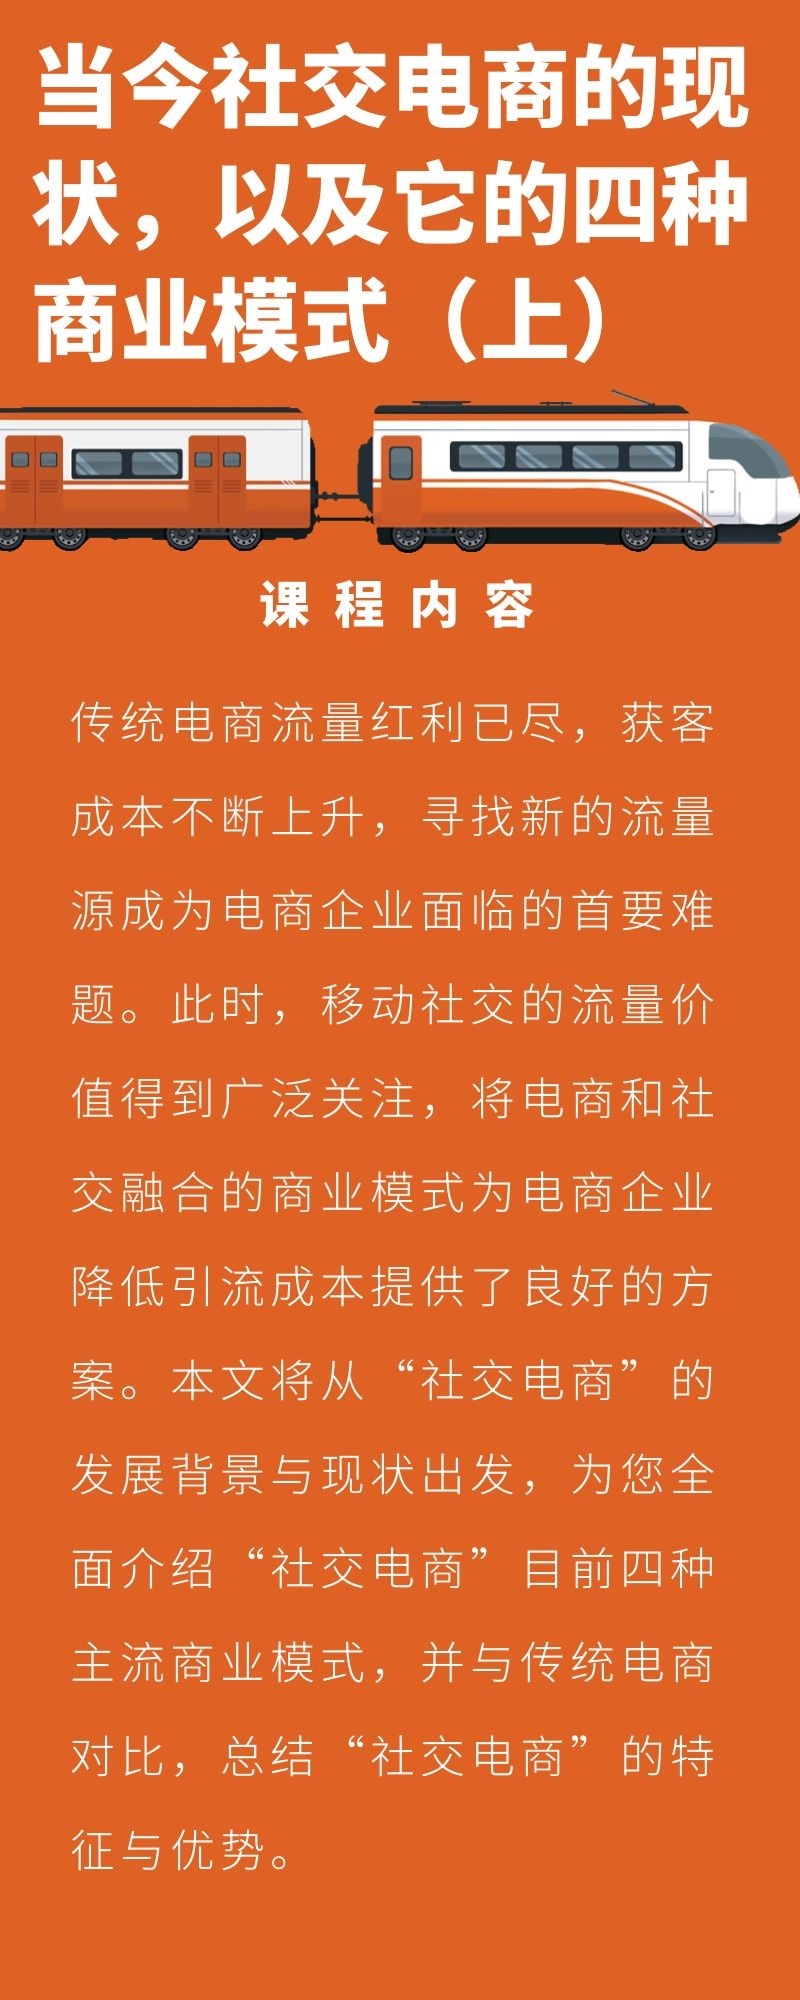 当今社交电商的现
状，以及它的四种
商业模式（上）
课程内容
传统电商流量红利已尽，获客
成本不断上升，寻找新的流量
源成为电商企业面临的首要难
题。此时，移动社交的流量价
值得到广泛关注，将电商和社
交融合的商业模式为电商企业
降低引流成本提供了良好的方
案。本文将从“社交电商”的
发展背景与现状出发，为您全
面介绍“社交电商”目前四种
主流商业模式，并与传统电商
对比，总结“社交电商”的特
征与优势。